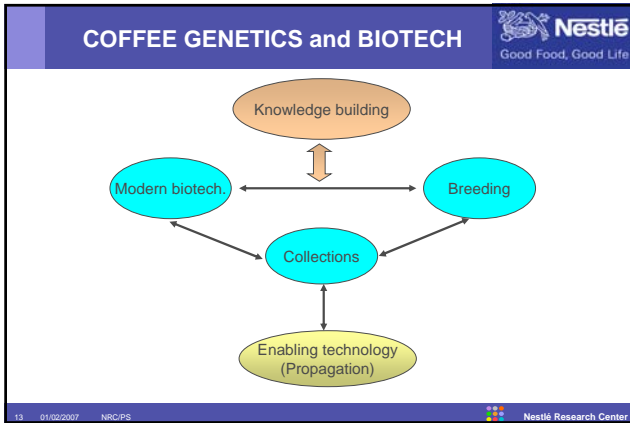 COFFEE GENETICS and BIOTECH
Nestlé
Good Food, Good Life
Knowledge building
Modern biotech.
Breeding
Collections
Enabling technology
(Propagation)
13 01/02/2007 NRC/PS
Nestlé Research Center